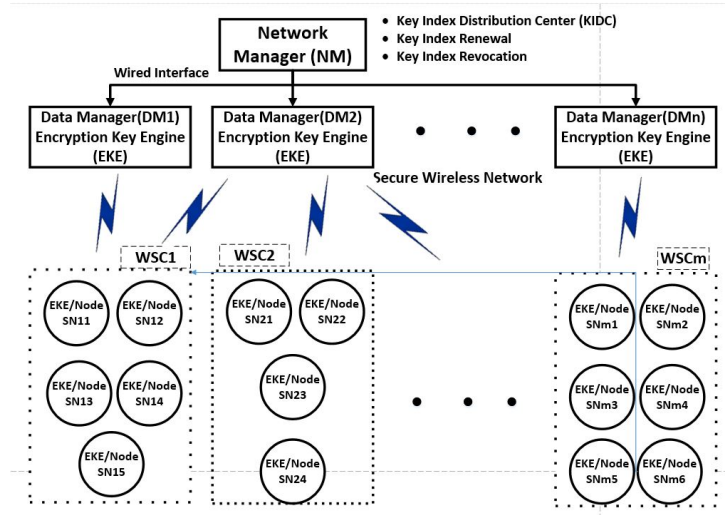 Network
Manager (NM)
• Key Index Distribution Center (KIDC)
• Key Index Renewal
• Key Index Revocation
Wired Interface
Data Manager(DM1)
Encryption Key Engine
(EKE)
Data Manager(DM2)
Encryption Key Engine
(EKE)
Data Manager(DMn)
Encryption Key Engine
(EKE)
Secure Wireless Network
WSC1
WSC2
WSCm
EKE/Node
SN11
EKE/Node
SN12
EKE/Node
SN21
EKE/Node
SN22
EKE/Node
SNm1
EKE/Node
SNm2
EKE/Node
SN13
EKE/Node
SN14
EKE/Node
SN23
EKE/Node
SNm3
EKE/Node
SNm4
EKE/Node
SN15
EKE/Node
SN24
EKE/Node
SNm5
EKE/Node
SNm6